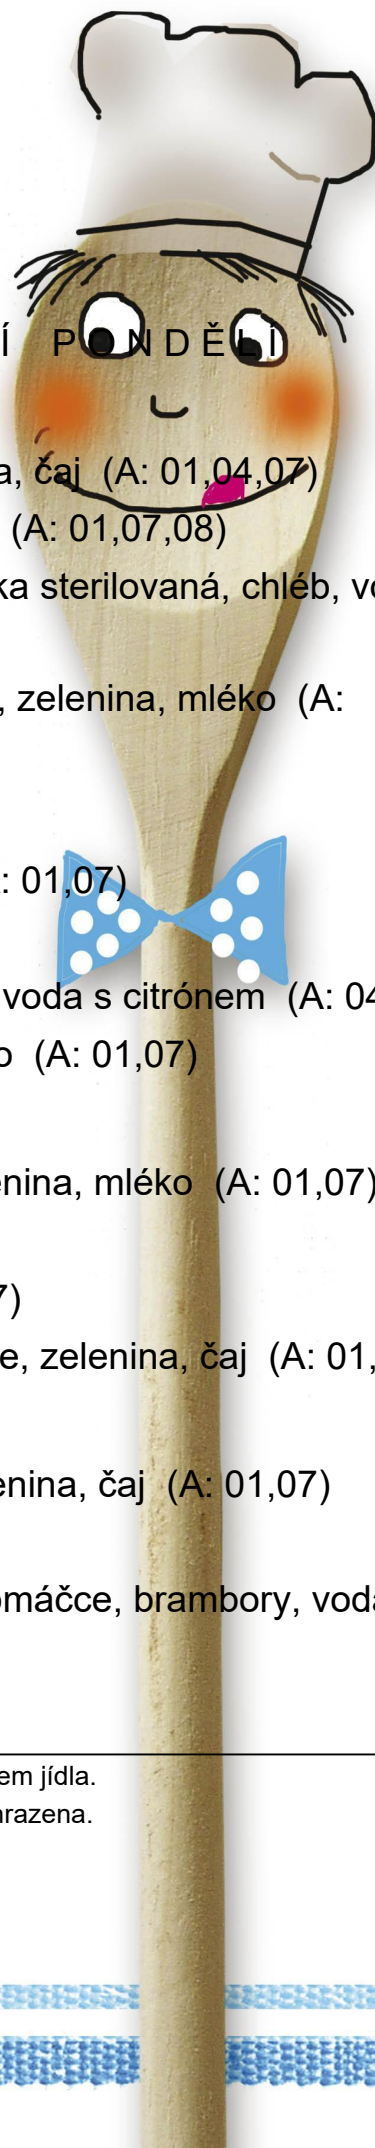 Í PONDĚLÍ
a, čaj (A: 01,04,07)
(A: 01,07,08)
ka sterilovaná, chléb, vo
, zelenina, mléko (A:
: 01,07)
voda s citrónem (A: 04
o (A: 01,07)
enina, mléko (A: 01,07)
7)
e, zelenina, čaj (A: 01,
enina, čaj (A: 01,07)
omáčce, brambory, voda
em jídla.
hrazena.